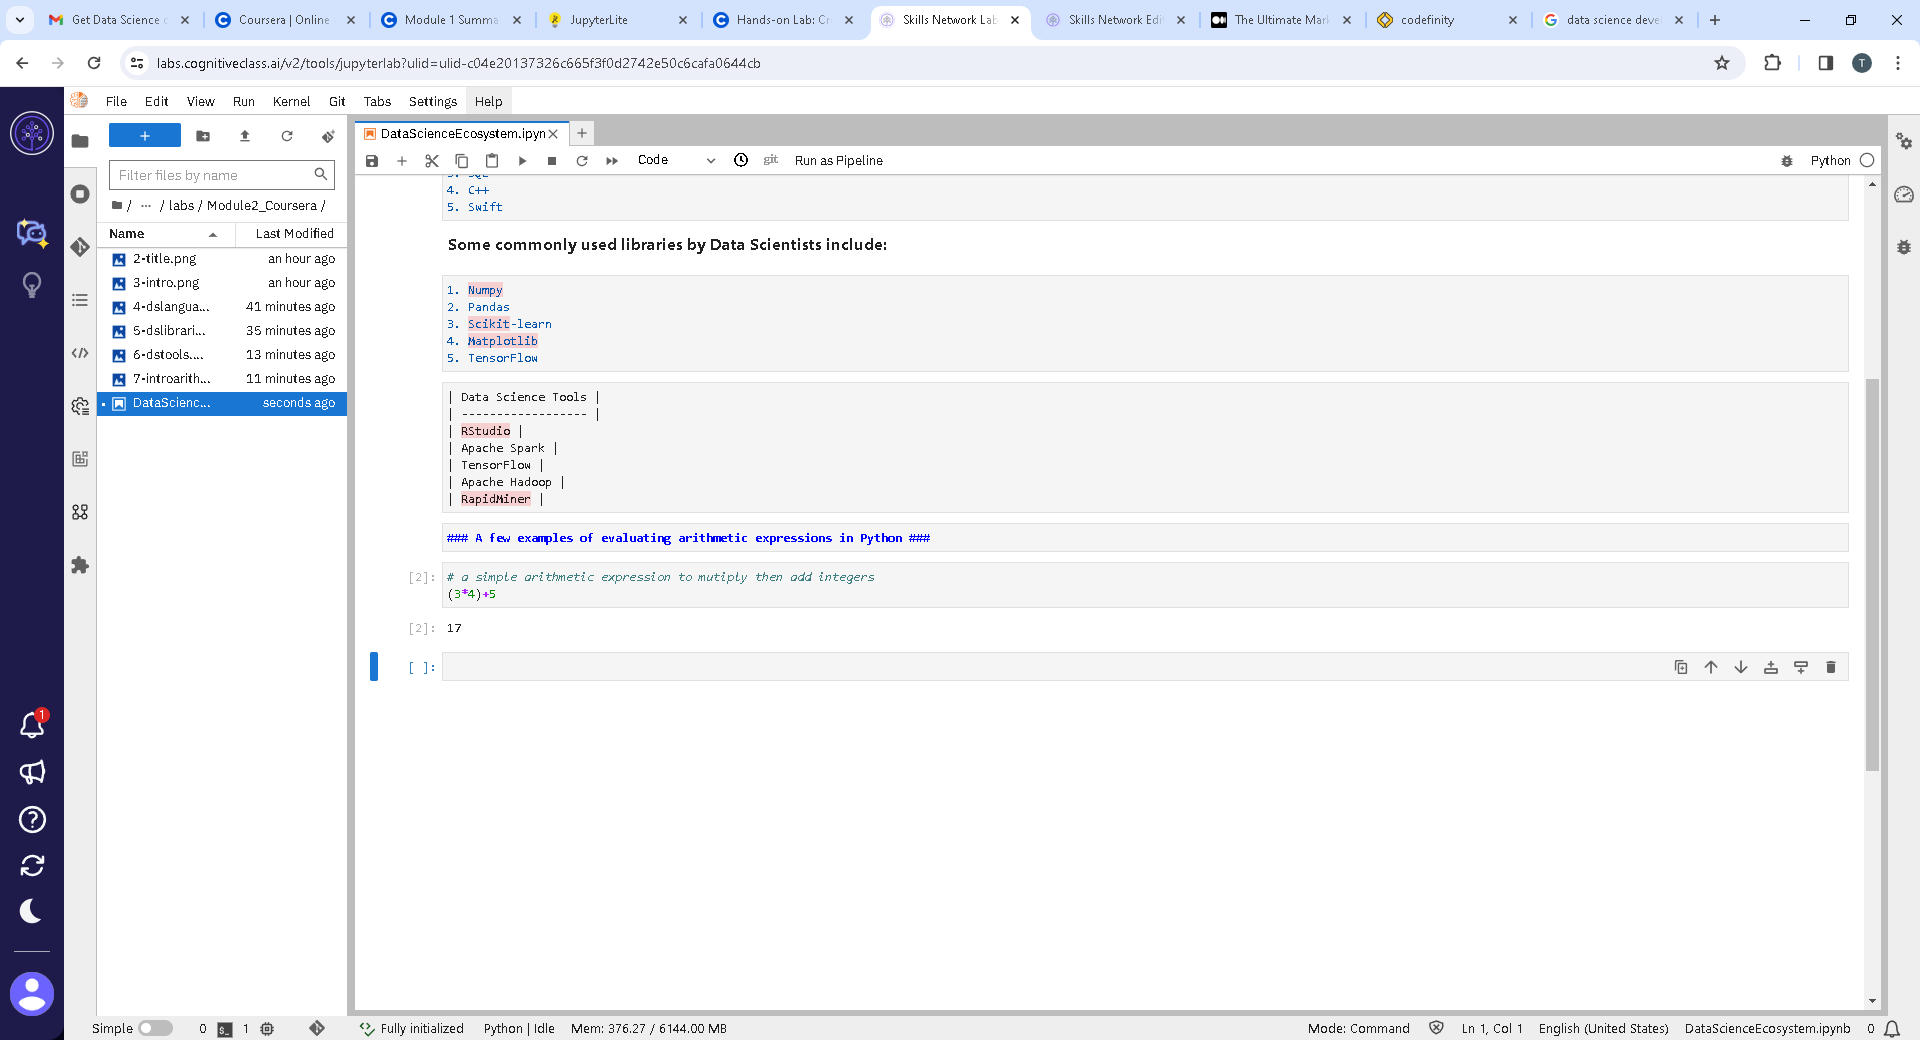 Get Data Science c
Coursera | Online
Module 1 Summa
JupyterLite
Hands-on Lab: Cr
Skills Network Lab
Skills Network Edi
The Ultimate Mar
codefinity
data science deve
labs.cognitiveclass.ai/v2/tools/jupyterlab?ulid=ulid-c04e20137326c665f3f0d2742e50c6cafa0644cb
T
File Edit View Run Kernel Git Tabs Settings Help
DataScienceEcosystem.ipyn
Code
git
Run as Pipeline
Python
Filter files by name
/ ··· / labs / Module2_Coursera /
Name Last Modified
2-title.png an hour ago
3-intro.png an hour ago
4-dslangua... 41 minutes ago
5-dslibrari... 35 minutes ago
6-dstools.... 13 minutes ago
7-introarith... 11 minutes ago
DataScienc... seconds ago
3. SQL
4. C++
5. Swift
Some commonly used libraries by Data Scientists include:
1. Numpy
2. Pandas
3. Scikit-learn
4. Matplotlib
5. TensorFlow
| Data Science Tools |
| ------------------ |
| RStudio |
| Apache Spark |
| TensorFlow |
| Apache Hadoop |
| RapidMiner |
### A few examples of evaluating arithmetic expressions in Python ###
[2]: # a simple arithmetic expression to mutiply then add integers
(3*4)+5
[2]: 17
[ ]:
1
Simple 0 1 Fully initialized Python | Idle Mem: 376.27 / 6144.00 MB Mode: Command Ln 1, Col 1 English (United States) DataScienceEcosystem.ipynb 0